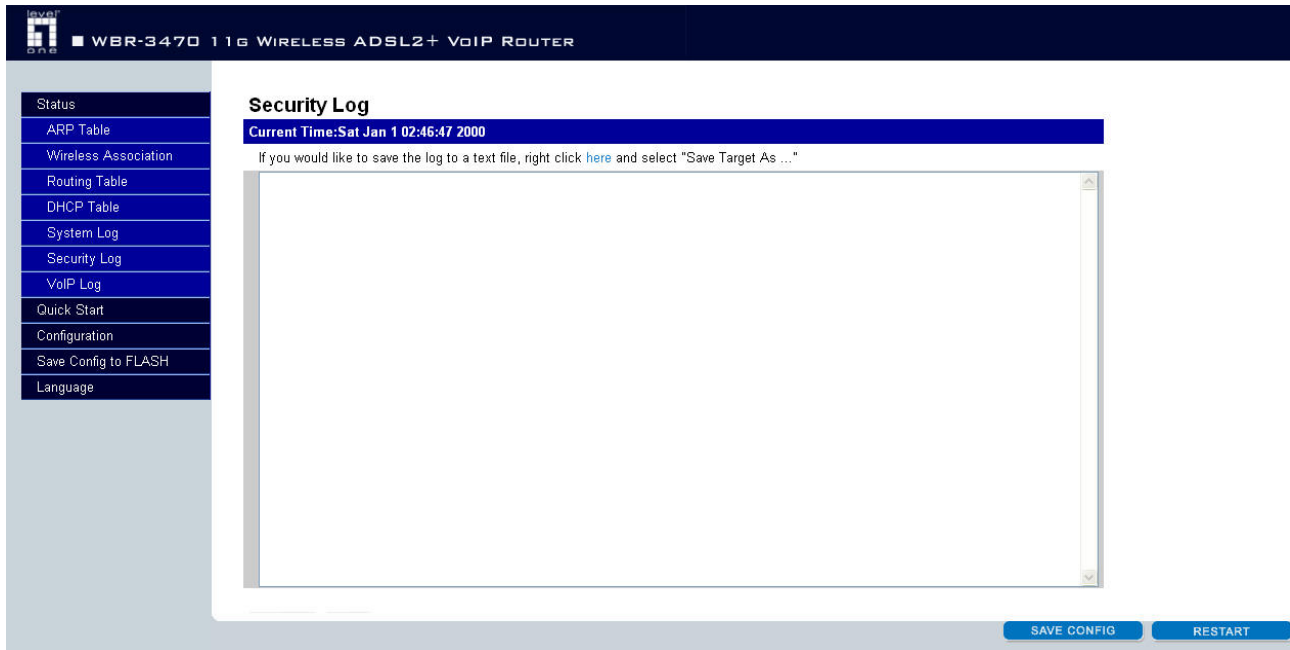 level
one
WBR-3470 11g Wireless ADSL2+ VoIP Router
Status
ARP Table
Wireless Association
Routing Table
DHCP Table
System Log
Security Log
VoIP Log
Quick Start
Configuration
Save Config to FLASH
Language
Security Log
Current Time:Sat Jan 1 02:46:47 2000
If you would like to save the log to a text file, right click here and select "Save Target As ..."
SAVE CONFIG
RESTART